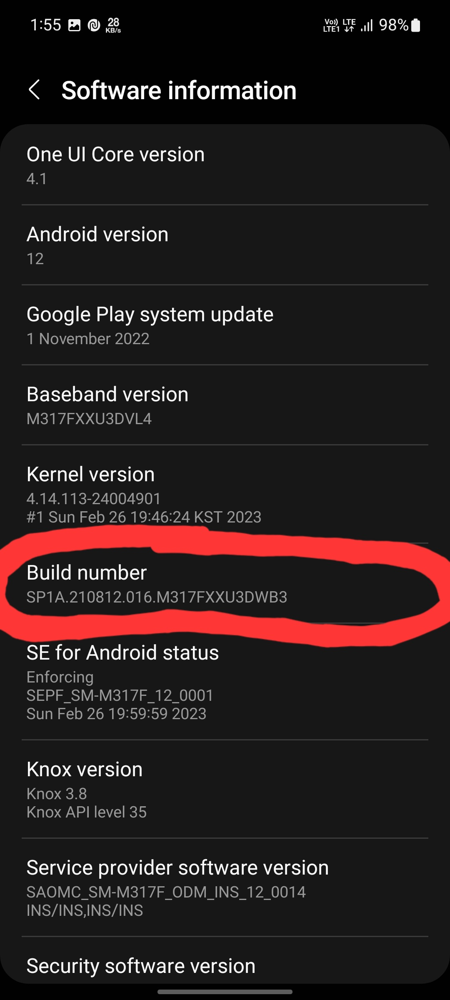 1:55 28 KB/s Vo)) LTE1 LTE 98%
Software information
One UI Core version
4.1
Android version
12
Google Play system update
1 November 2022
Baseband version
M317FXXU3DVL4
Kernel version
4.14.113-24004901
#1 Sun Feb 26 19:46:24 KST 2023
Build number
SP1A.210812.016.M317FXXU3DWB3
SE for Android status
Enforcing
SEPF_SM-M317F_12_0001
Sun Feb 26 19:59:59 2023
Knox version
Knox 3.8
Knox API level 35
Service provider software version
SAOMC_SM-M317F_ODM_INS_12_0014
INS/INS,INS/INS
Security software version